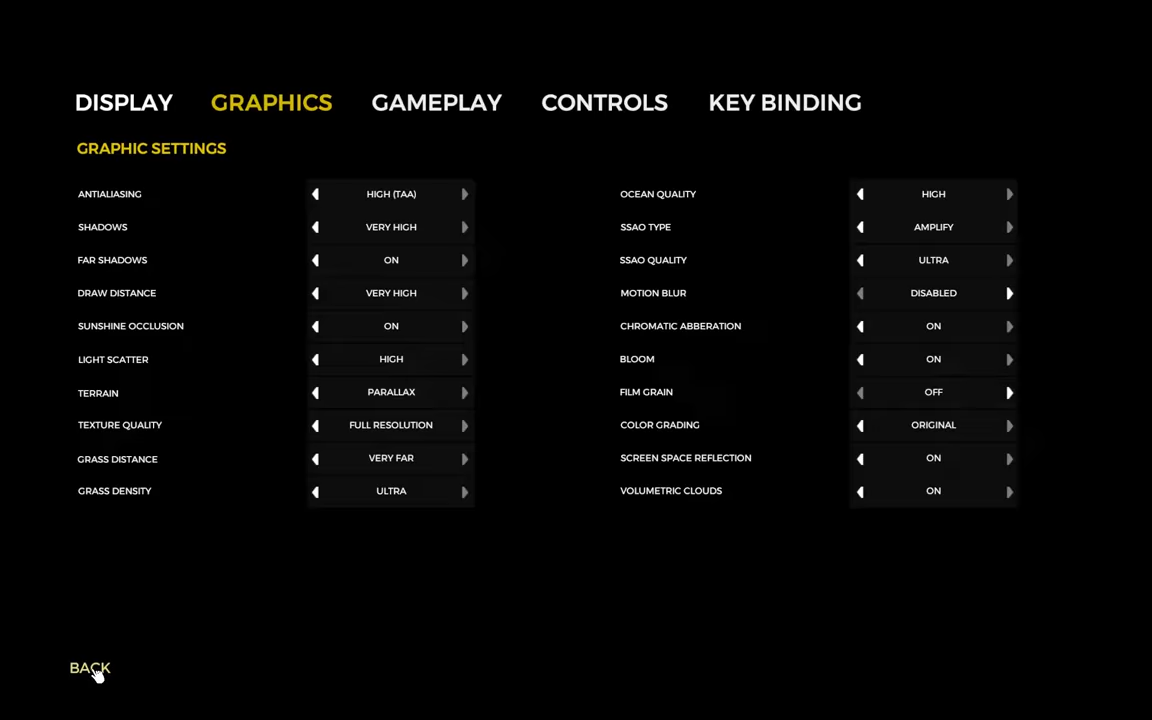 DISPLAY GRAPHICS GAMEPLAY CONTROLS KEY BINDING
GRAPHIC SETTINGS
ANTIALIASING HIGH (TAA)
SHADOWS VERY HIGH
FAR SHADOWS ON
DRAW DISTANCE VERY HIGH
SUNSHINE OCCLUSION ON
LIGHT SCATTER HIGH
TERRAIN PARALLAX
TEXTURE QUALITY FULL RESOLUTION
GRASS DISTANCE VERY FAR
GRASS DENSITY ULTRA
OCEAN QUALITY HIGH
SSAO TYPE AMPLIFY
SSAO QUALITY ULTRA
MOTION BLUR DISABLED
CHROMATIC ABBERATION ON
BLOOM ON
FILM GRAIN OFF
COLOR GRADING ORIGINAL
SCREEN SPACE REFLECTION ON
VOLUMETRIC CLOUDS ON
BACK